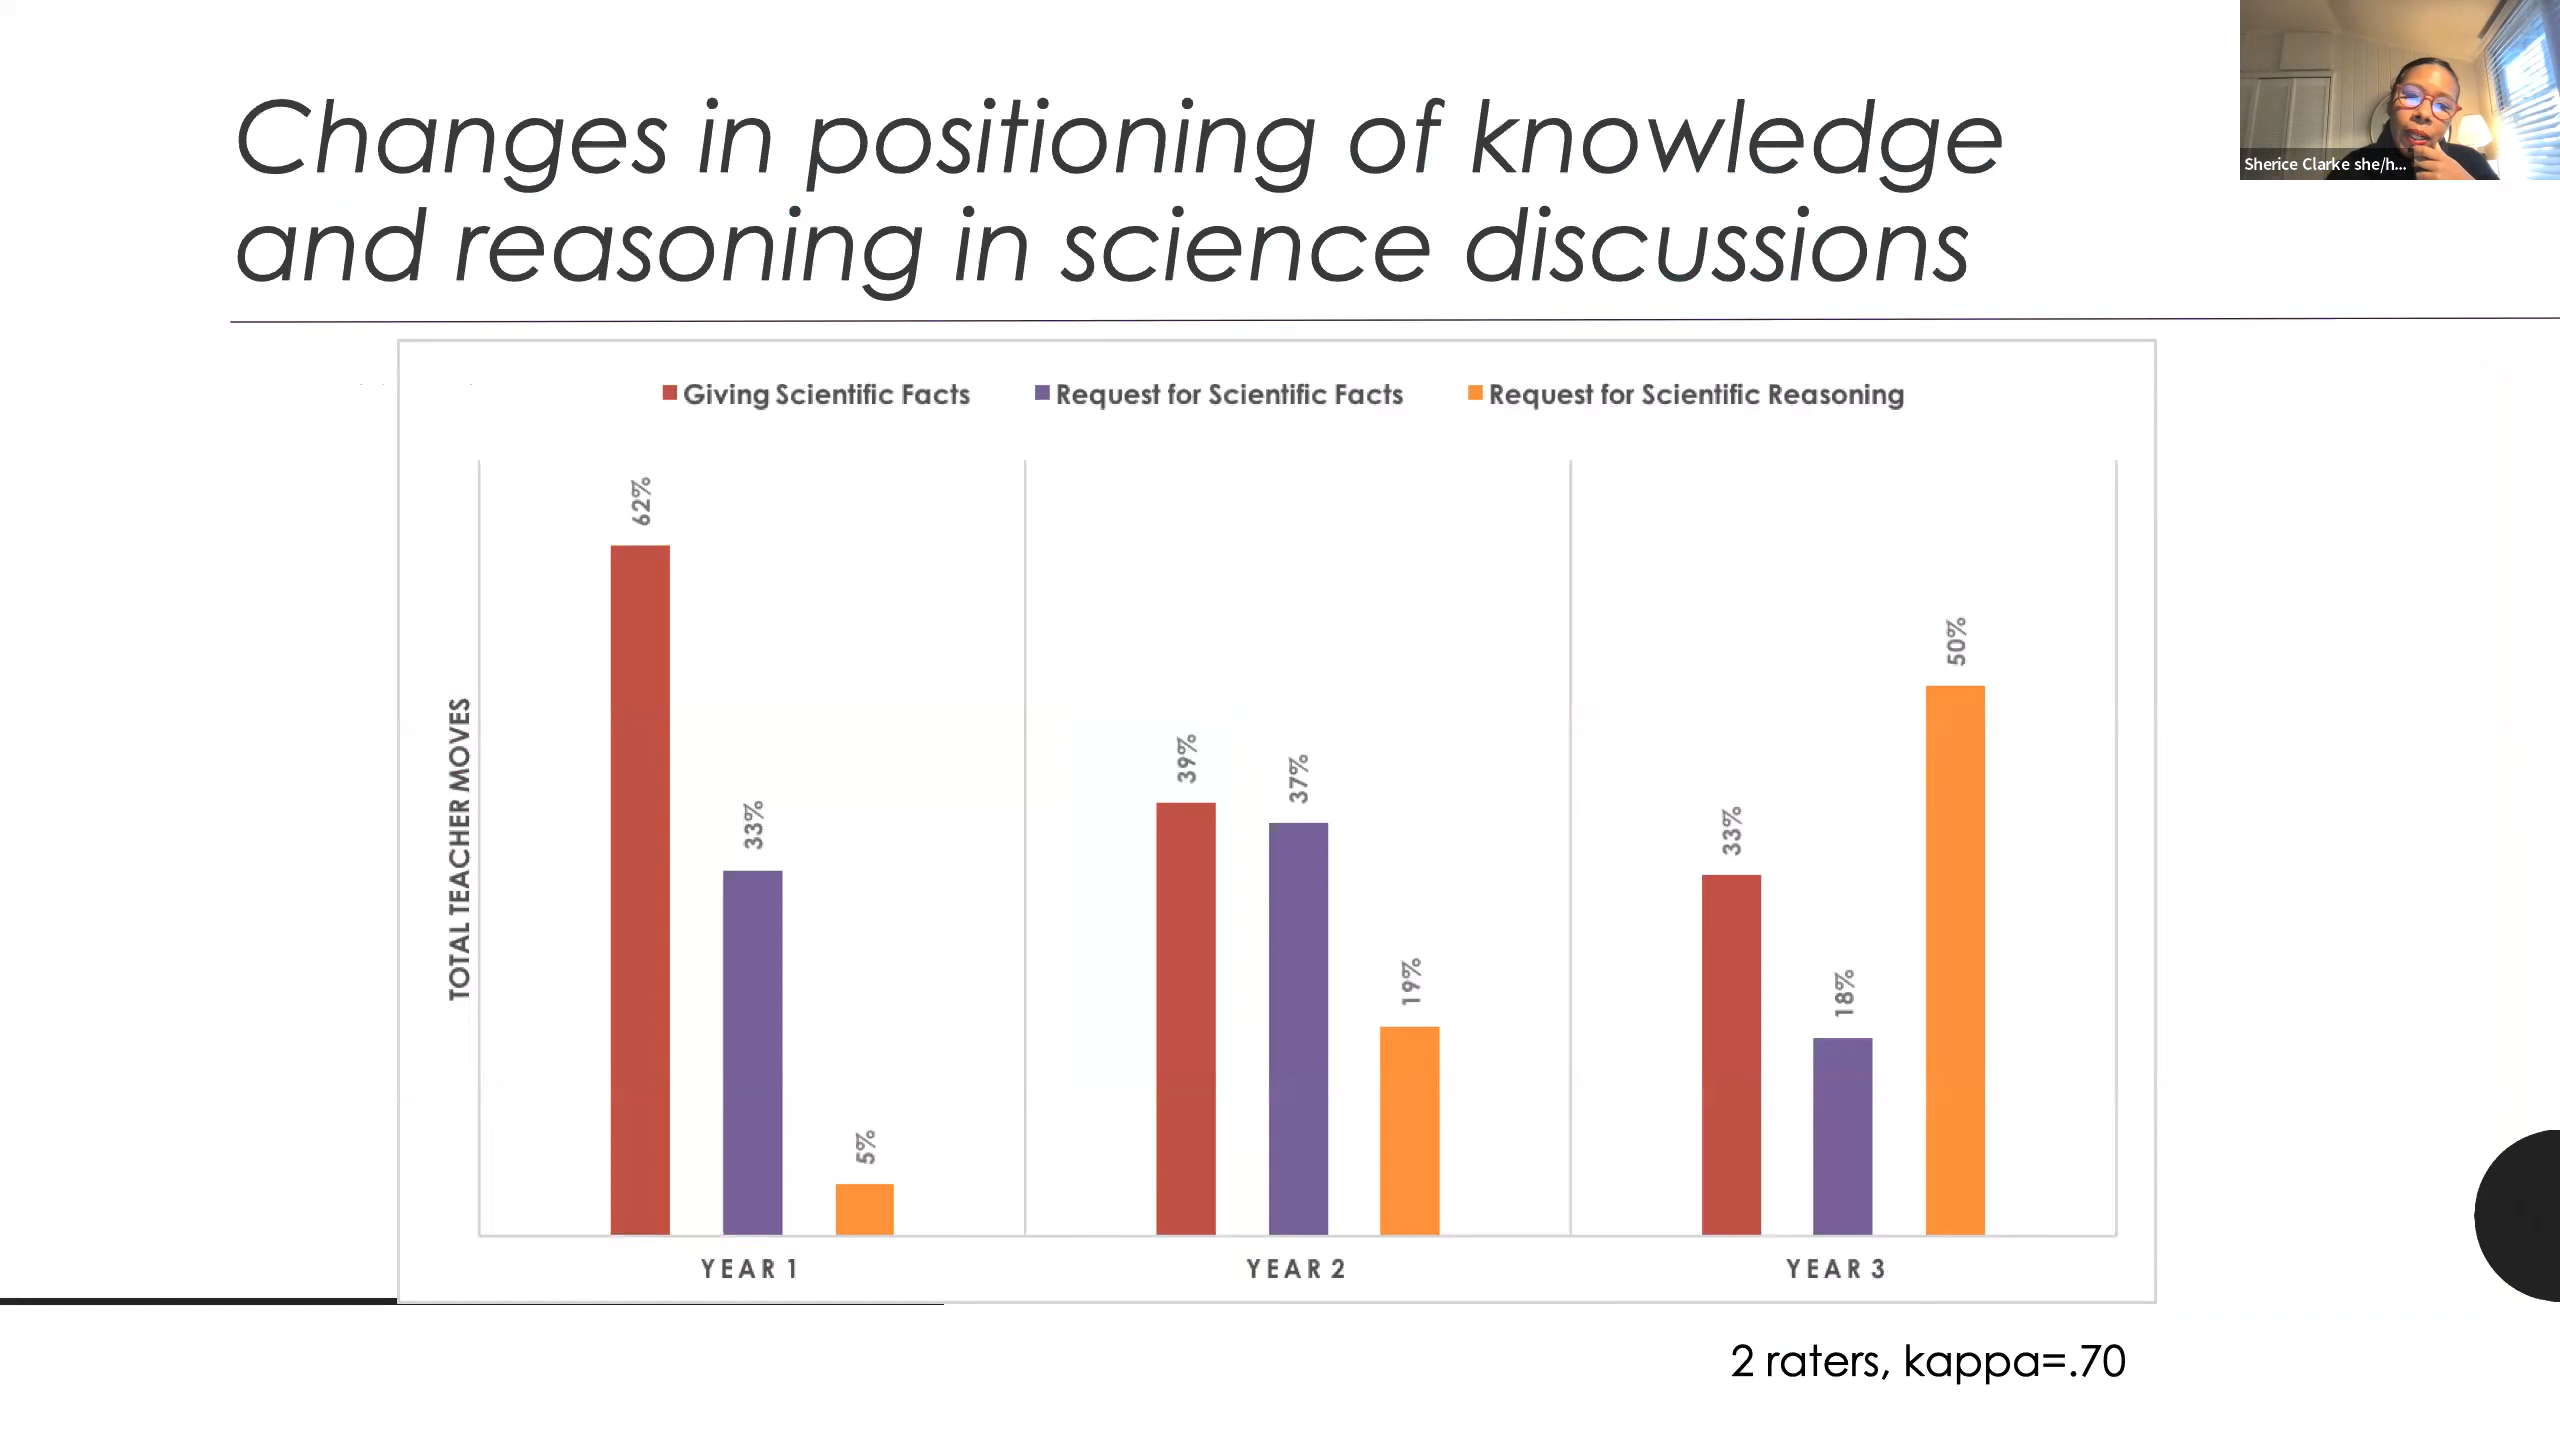 Changes in positioning of knowledge
and reasoning in science discussions
Sherice Clarke she/h...
Giving Scientific Facts
Request for Scientific Facts
Request for Scientific Reasoning
TOTAL TEACHER MOVES
62%
33%
5%
39%
37%
19%
33%
18%
50%
YEAR 1
YEAR 2
YEAR 3
2 raters, kappa=.70